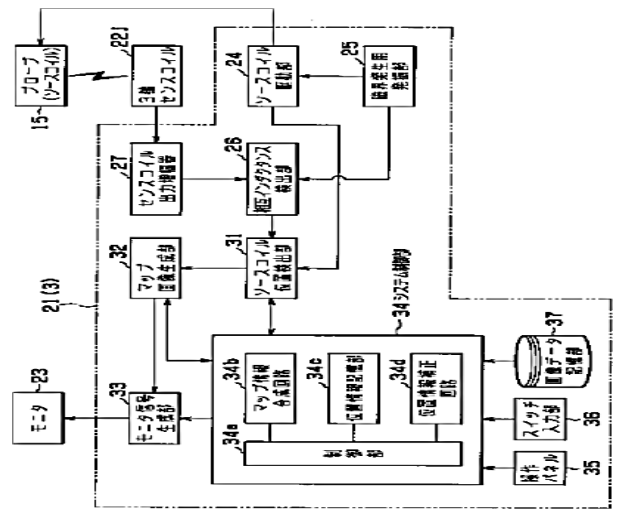 プローブ
(ソースコイル)
15
22j
3軸
センスコイル
24
ソースコイル
駆動部
25
磁界発生用
発振部
27
センスコイル
出力増幅器
26
相互インダクタンス
検出部
32
マップ
画像生成部
31
ソースコイル
位置検出部
21(3)
23
モニタ
33
モニタ信号
生成部
34 システム制御部
34a
制御部
34b
マップ情報
合成回路
34c
位置情報記憶部
34d
位置情報補正
回路
37
画像データ
記憶部
スイッチ
入力部
36
操作
パネル
35